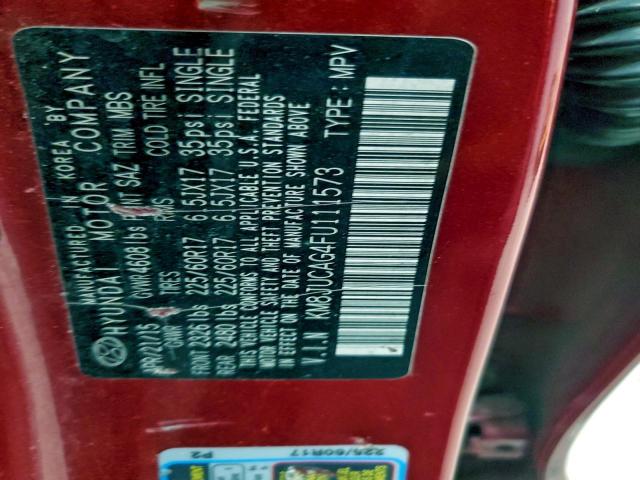 MANUFACTURED IN KOREA BY
HYUNDAI MOTOR COMPANY
APR/21/15 GVWR 4608 lbs PAINT SAZ TRIM MBS
GAWR TIRES RIMS COLD TIRE INFL
FRONT 2326 lbs 225/60R17 6.5JX17 35psi SINGLE
REAR 2480 lbs 225/60R17 6.5JX17 35psi SINGLE
THIS VEHICLE CONFORMS TO ALL APPLICABLE U.S.A. FEDERAL
MOTOR VEHICLE SAFETY AND THEFT PREVENTION STANDARDS
IN EFFECT ON THE DATE OF MANUFACTURE SHOWN ABOVE
V.I.N KM8JUCAG4FU111573 TYPE : MPV
225/60R17
P2